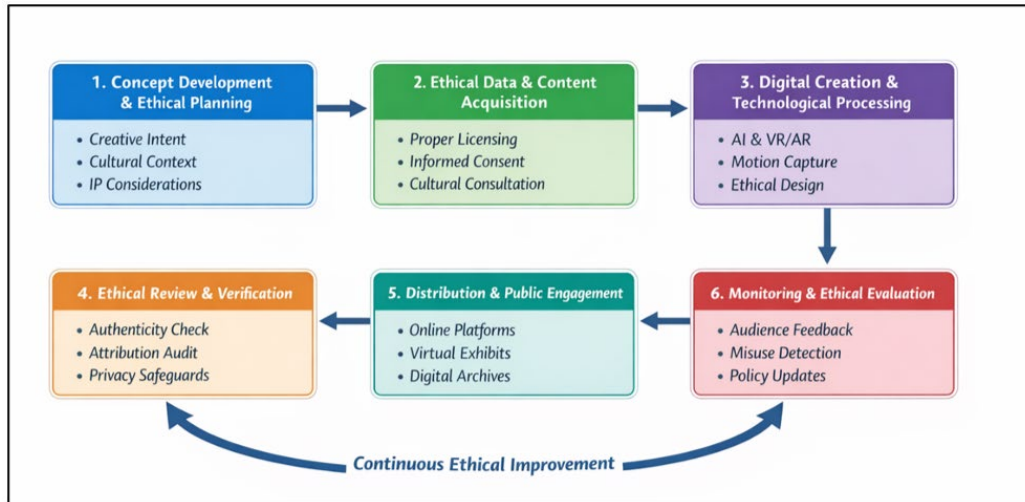 1. Concept Development
& Ethical Planning
• Creative Intent
• Cultural Context
• IP Considerations
2. Ethical Data & Content
Acquisition
• Proper Licensing
• Informed Consent
• Cultural Consultation
3. Digital Creation &
Technological Processing
• AI & VR/AR
• Motion Capture
• Ethical Design
4. Ethical Review & Verification
• Authenticity Check
• Attribution Audit
• Privacy Safeguards
5. Distribution & Public Engagement
• Online Platforms
• Virtual Exhibits
• Digital Archives
6. Monitoring & Ethical Evaluation
• Audience Feedback
• Misuse Detection
• Policy Updates
Continuous Ethical Improvement